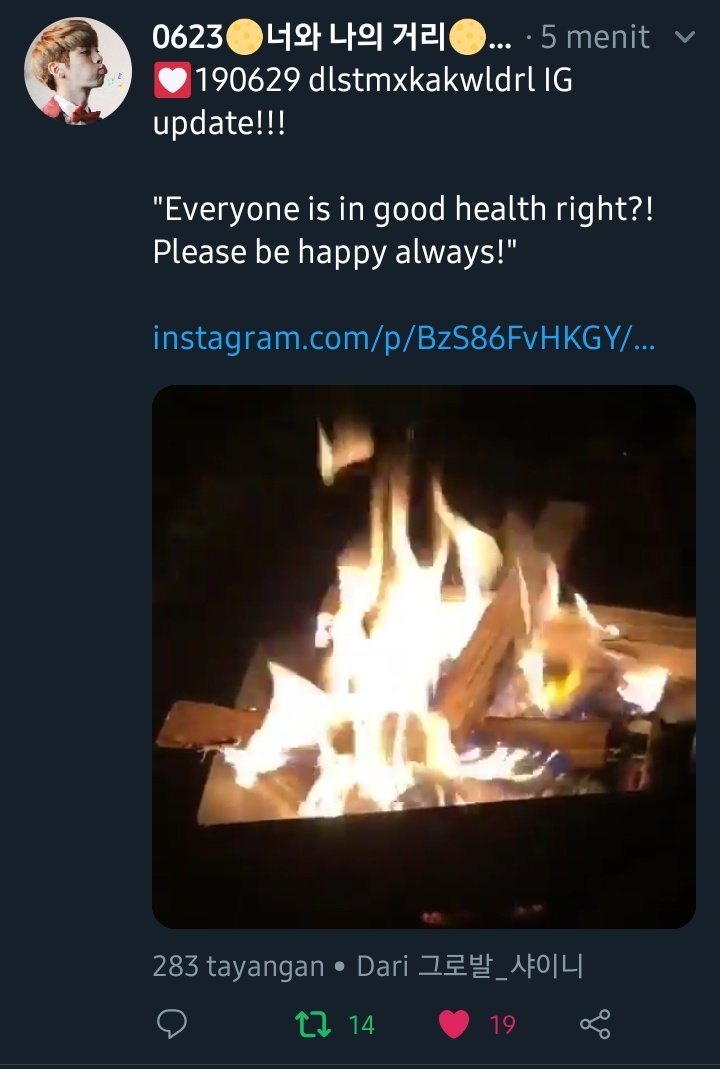 0623🌕너와 나의 거리🌕... · 5 menit
💟190629 dlstmxkakwldrl IG
update!!!
"Everyone is in good health right?!
Please be happy always!"
instagram.com/p/BzS86FvHKGY/...
283 tayangan • Dari 그로발_샤이니
14 19